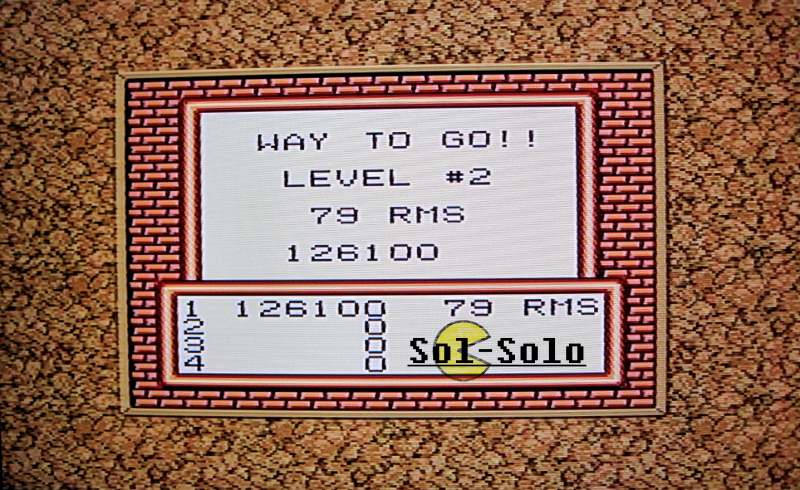 WAY TO GO!!
LEVEL #2
79 RMS
126100
1 126100 79 RMS
2 0
3 0
4 0
Sol-Solo